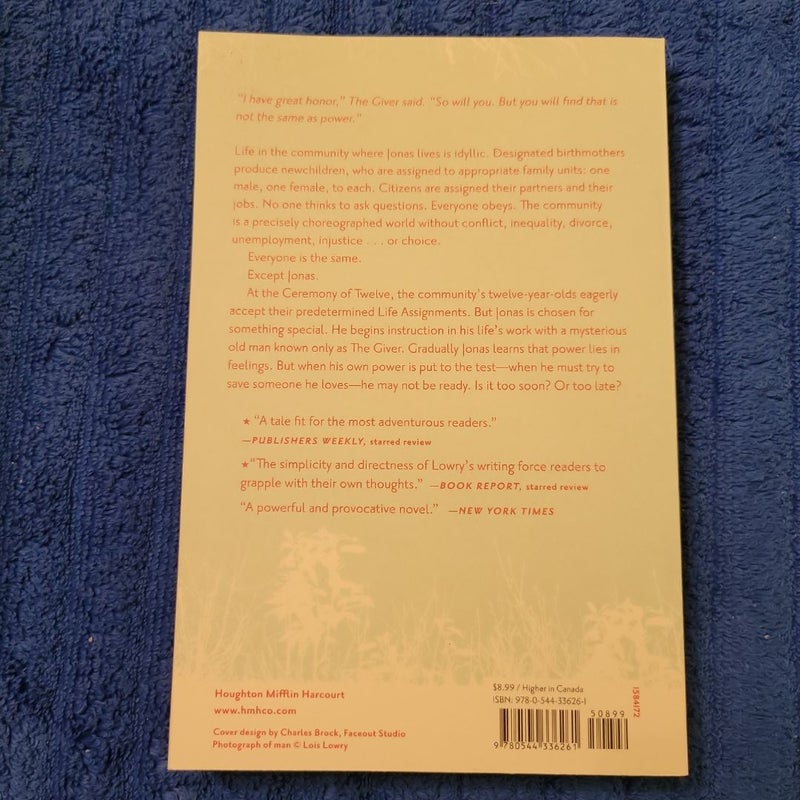 "I have great honor," The Giver said. "So will you. But you will find that is
not the same as power."
Life in the community where Jonas lives is idyllic. Designated birthmothers
produce newchildren, who are assigned to appropriate family units: one
male, one female, to each. Citizens are assigned their partners and their
jobs. No one thinks to ask questions. Everyone obeys. The community
is a precisely choreographed world without conflict, inequality, divorce,
unemployment, injustice . . . or choice.
Everyone is the same.
Except Jonas.
At the Ceremony of Twelve, the community's twelve-year-olds eagerly
accept their predetermined Life Assignments. But Jonas is chosen for
something special. He begins instruction in his life's work with a mysterious
old man known only as The Giver. Gradually Jonas learns that power lies in
feelings. But when his own power is put to the test—when he must try to
save someone he loves—he may not be ready. Is it too soon? Or too late?
★ "A tale fit for the most adventurous readers."
—PUBLISHERS WEEKLY, starred review
★"The simplicity and directness of Lowry's writing force readers to
grapple with their own thoughts." —BOOK REPORT, starred review
"A powerful and provocative novel." —NEW YORK TIMES
Houghton Mifflin Harcourt
www.hmhco.com
Cover design by Charles Brock, Faceout Studio
Photograph of man © Lois Lowry
$8.99 / Higher in Canada
ISBN: 978-0-544-33626-1
50899
9 780544 336261
1584172